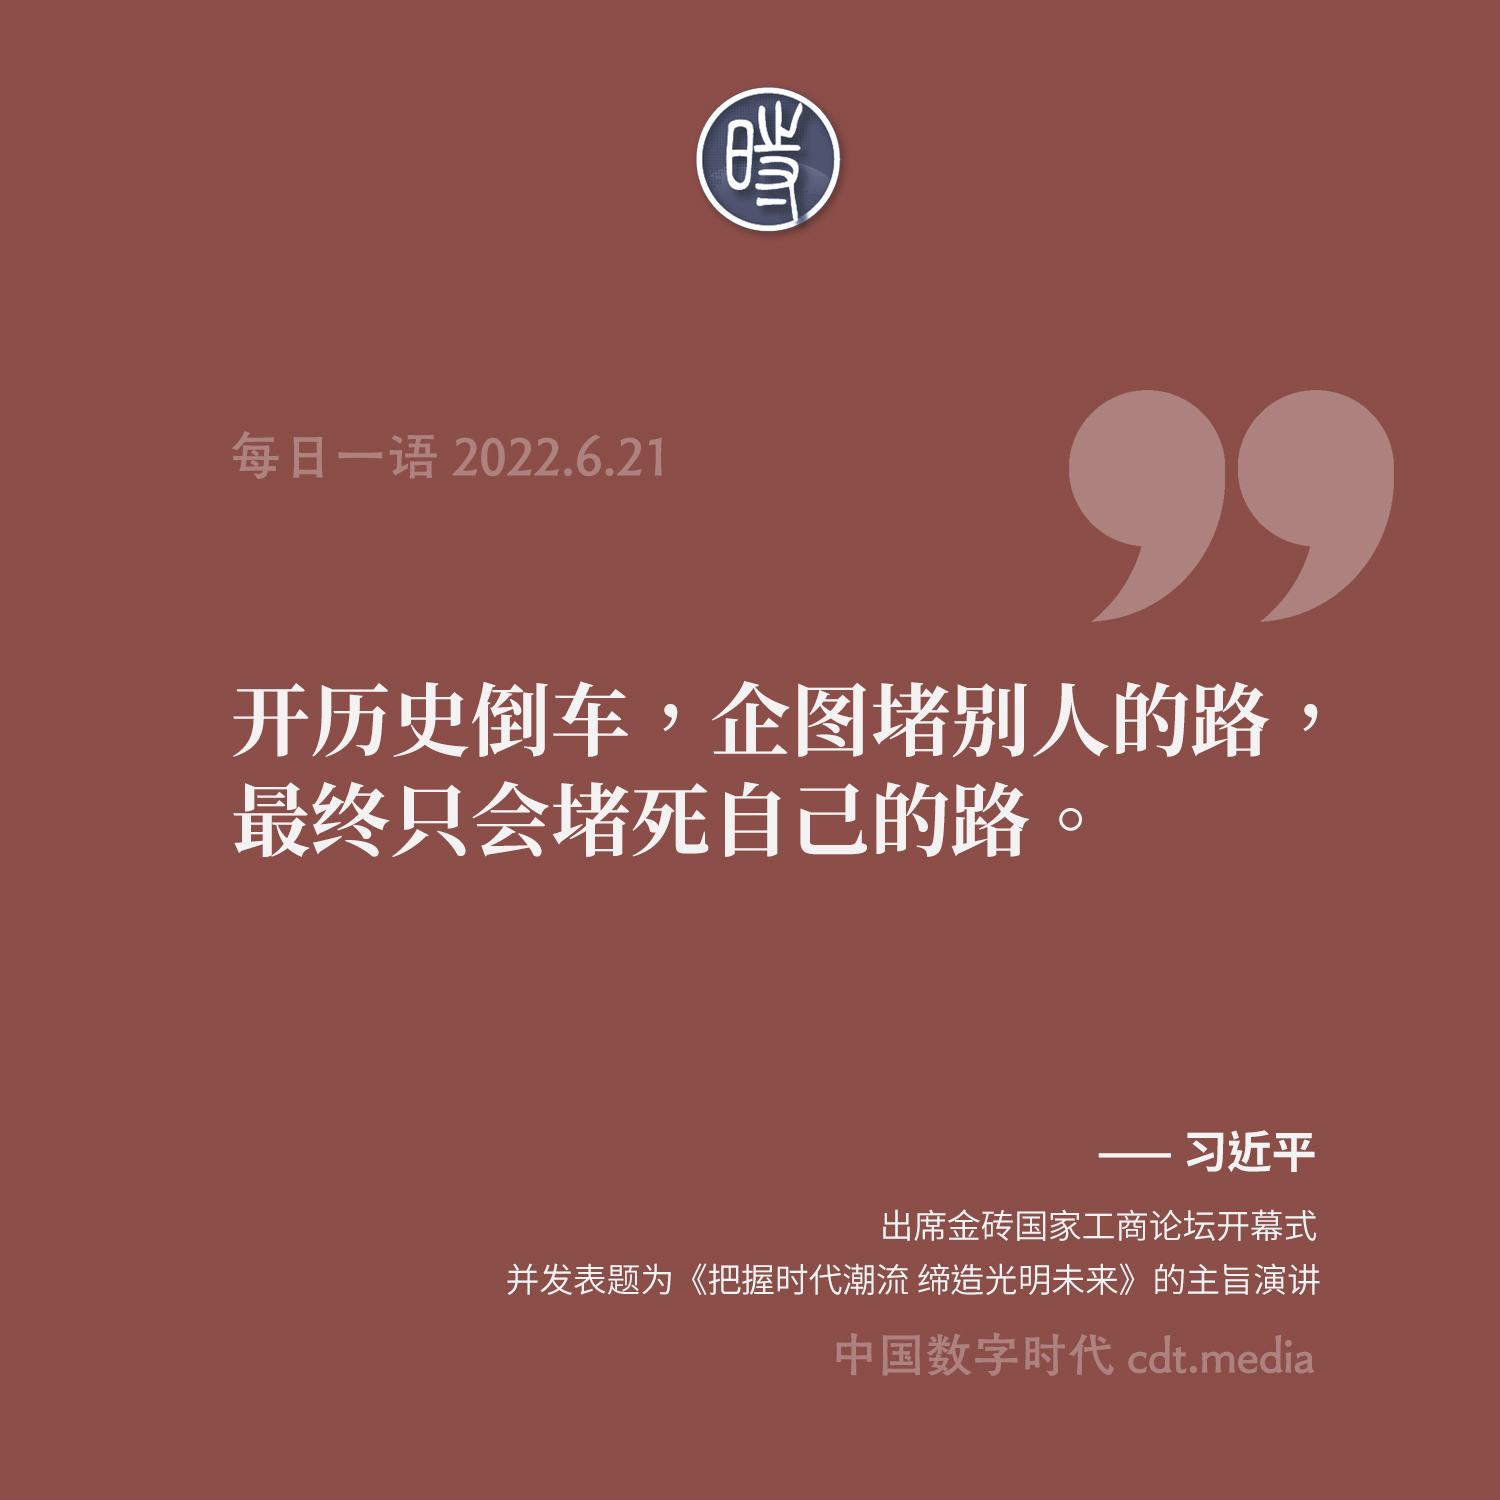 時
每日一语 2022.6.21
开历史倒车，企图堵别人的路，
最终只会堵死自己的路。
—— 习近平
出席金砖国家工商论坛开幕式
并发表题为《把握时代潮流 缔造光明未来》的主旨演讲
中国数字时代 cdt.media